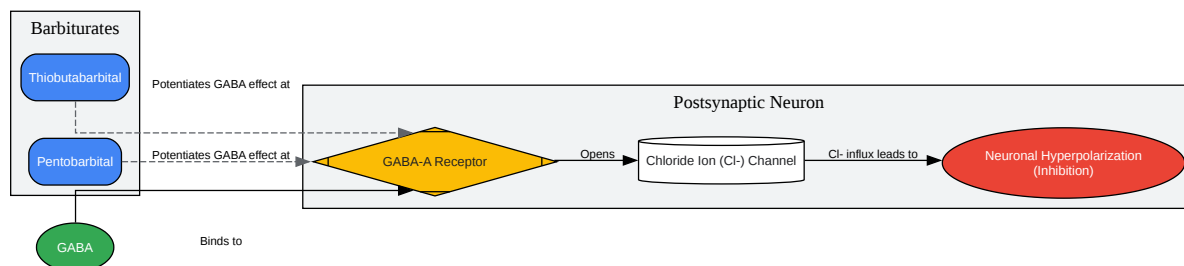 Barbiturates
Thiobutabarbital
Potentiates GABA effect at
Postsynaptic Neuron
Pentobarbital
Potentiates GABA effect at
GABA-A Receptor
Opens
Chloride Ion (Cl-) Channel
Cl- influx leads to
Neuronal Hyperpolarization
(Inhibition)
GABA
Binds to